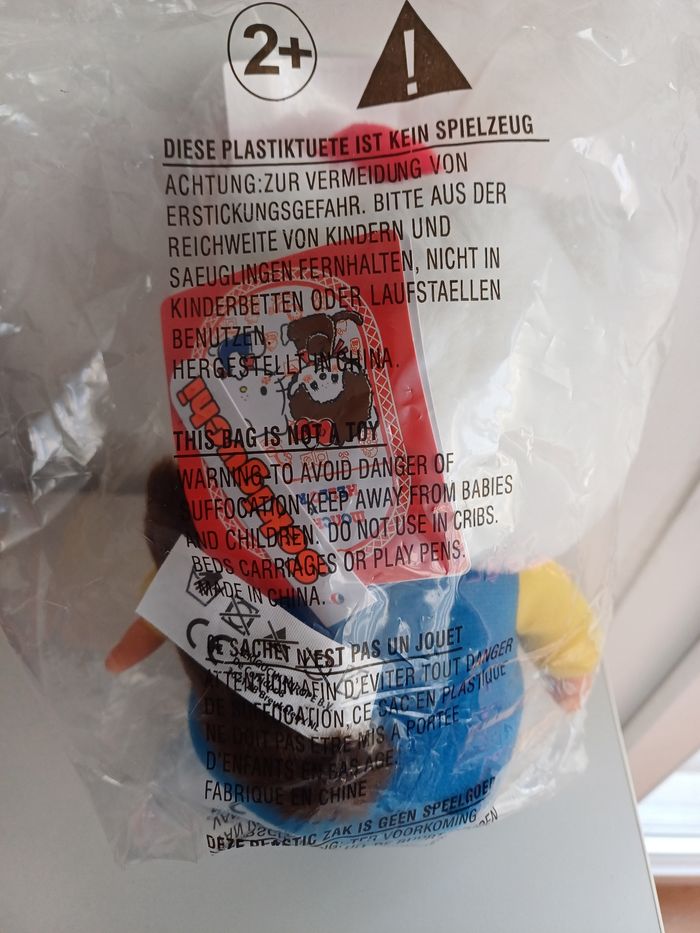 2+
!
DIESE PLASTIKTUETE IST KEIN SPIELZEUG
ACHTUNG:ZUR VERMEIDUNG VON
ERSTICKUNGSGEFAHR. BITTE AUS DER
REICHWEITE VON KINDERN UND
SAEUGLINGEN FERNHALTEN, NICHT IN
KINDERBETTEN ODER LAUFSTAELLEN
BENUTZEN
HERGESTELLT IN CHINA.
THIS BAG IS NOT A TOY
WARNING-TO AVOID DANGER OF
SUFFOCATION KEEP AWAY FROM BABIES
AND CHILDREN. DO NOT USE IN CRIBS.
BEDS CARRIAGES OR PLAY PENS.
MADE IN CHINA.
CE
CE SACHET N'EST PAS UN JOUET
ATTENTION:AFIN D'EVITER TOUT DANGER
DE SUFFOCATION, CE SAC EN PLASTIQUE
NE DOIT PAS ETRE MIS A PORTEE
D'ENFANTS EN BAS AGE.
FABRIQUE EN CHINE
DEZE PLASTIC ZAK IS GEEN SPEELGOED
TER VOORKOMING